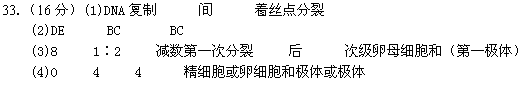 33.（16分）(1)DNA复制 间 着丝点分裂
(2)DE BC BC
(3)8 1∶2 减数第一次分裂 后 次级卵母细胞和（第一极体）
(4)0 4 4 精细胞或卵细胞和极体或极体